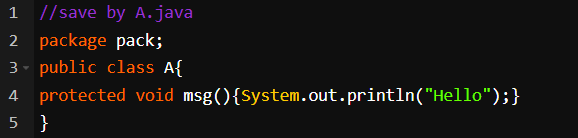 1 //save by A.java
2 package pack;
3 public class A{
4 protected void msg(){System.out.println("Hello");}
5 }